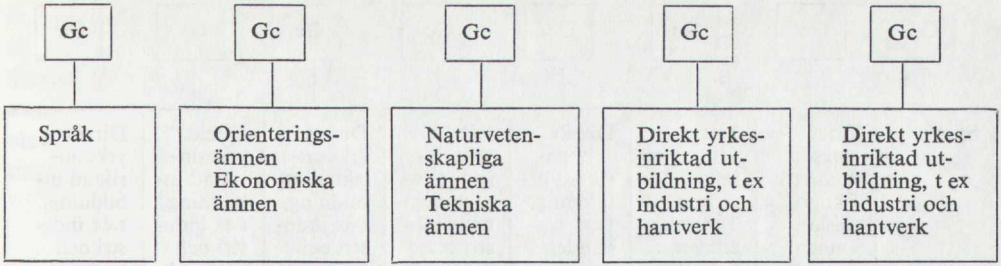 Gc
Gc
Gc
Gc
Gc
Språk
Orienterings-
ämnen
Ekonomiska
ämnen
Naturveten-
skapliga
ämnen
Tekniska
ämnen
Direkt yrkes-
inriktad ut-
bildning, t ex
industri och
hantverk
Direkt yrkes-
inriktad ut-
bildning, t ex
industri och
hantverk